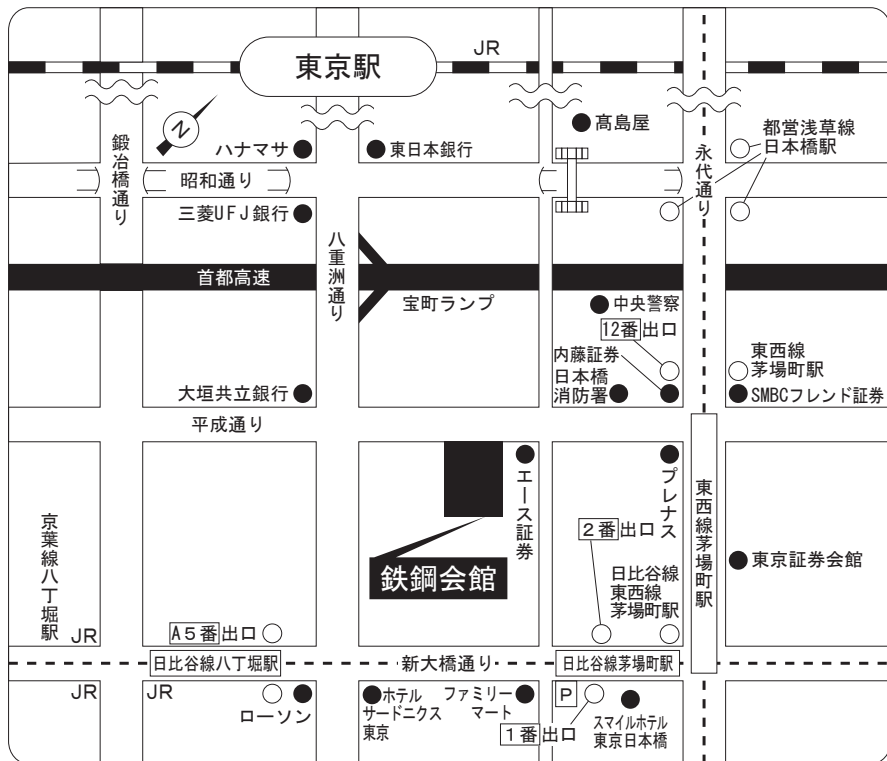 JR
東京駅
N
髙島屋
ハナマサ
東日本銀行
都営浅草線
日本橋駅
鍛冶橋通り
昭和通り
永代通り
三菱UFJ銀行
八重洲通り
首都高速
宝町ランプ
中央警察
12番出口
内藤証券
日本橋
消防署
東西線
茅場町駅
大垣共立銀行
SMBCフレンド証券
平成通り
エース証券
プレナス
東西線茅場町駅
京葉線八丁堀駅
2番出口
東京証券会館
鉄鋼会館
日比谷線
東西線
茅場町駅
JR
A5番出口
日比谷線八丁堀駅
新大橋通り
日比谷線茅場町駅
JR
JR
ローソン
ホテル
サードニクス
東京
ファミリー
マート
P
1番出口
スマイルホテル
東京日本橋